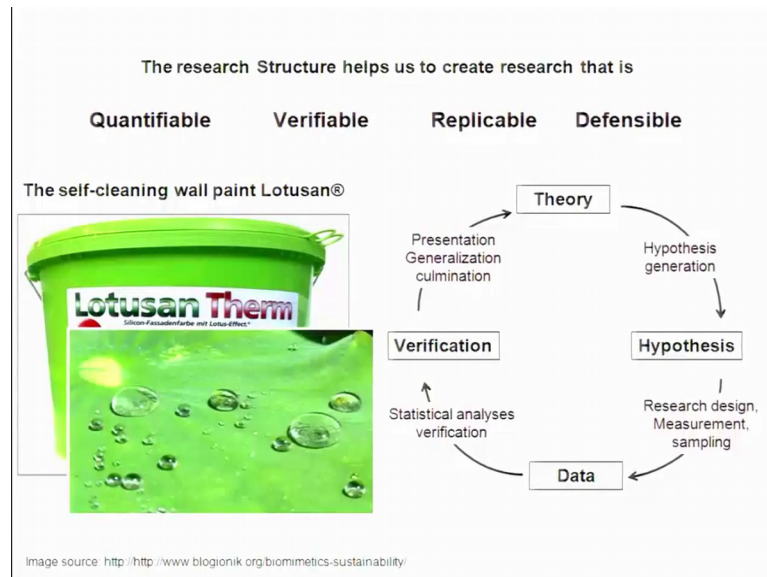 The research Structure helps us to create research that is
Quantifiable Verifiable Replicable Defensible
The self-cleaning wall paint Lotusan®
Lotusan Therm
Silicon-Fassadenfarbe mit Lotus-Effect.®
Theory
Hypothesis
generation
Hypothesis
Research design,
Measurement,
sampling
Data
Statistical analyses
verification
Verification
Presentation
Generalization
culmination
Image source: http://http://www.blogionik.org/biomimetics-sustainability/